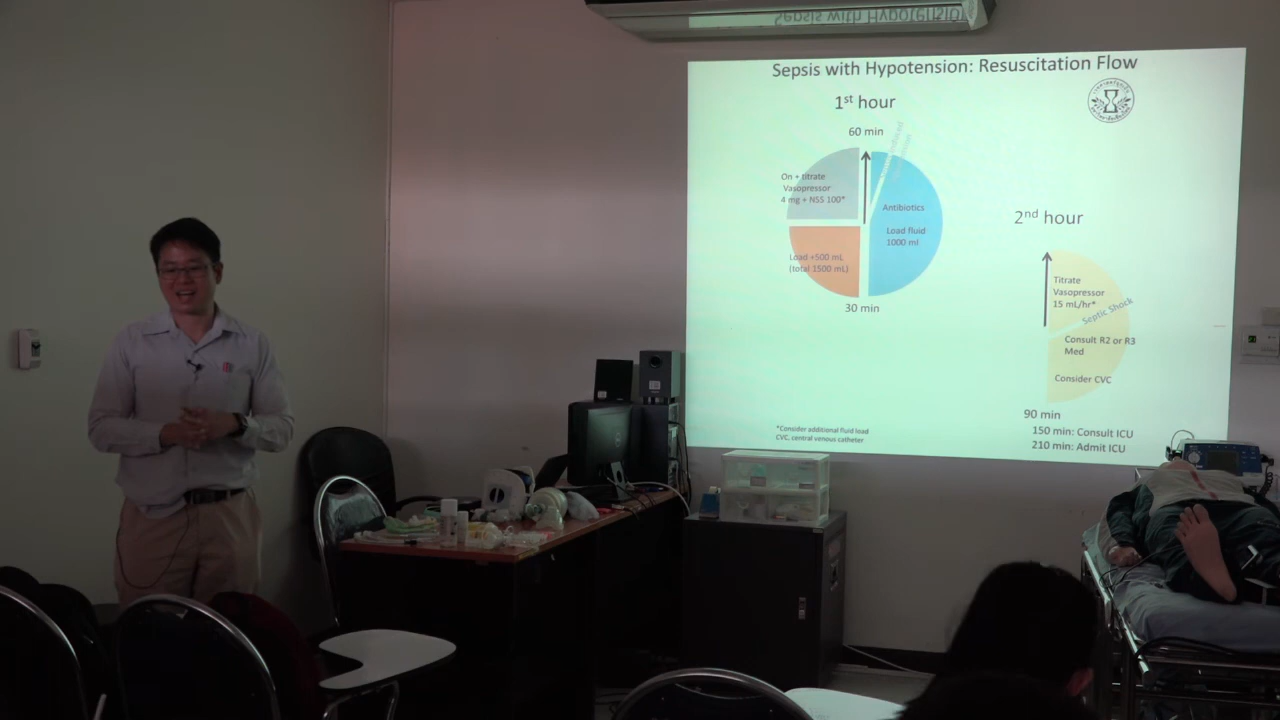 Sepsis with Hypotension: Resuscitation Flow
1st hour
60 min
On + titrate
Vasopressor
4 mg + NSS 100*
Antibiotics
Load fluid
1000 ml
Load +500 mL
(total 1500 mL)
30 min
2nd hour
Titrate
Vasopressor
15 mL/hr*
Septic Shock
Consult R2 or R3
Med
Consider CVC
90 min
150 min: Consult ICU
210 min: Admit ICU
*Consider additional fluid load
CVC, central venous catheter